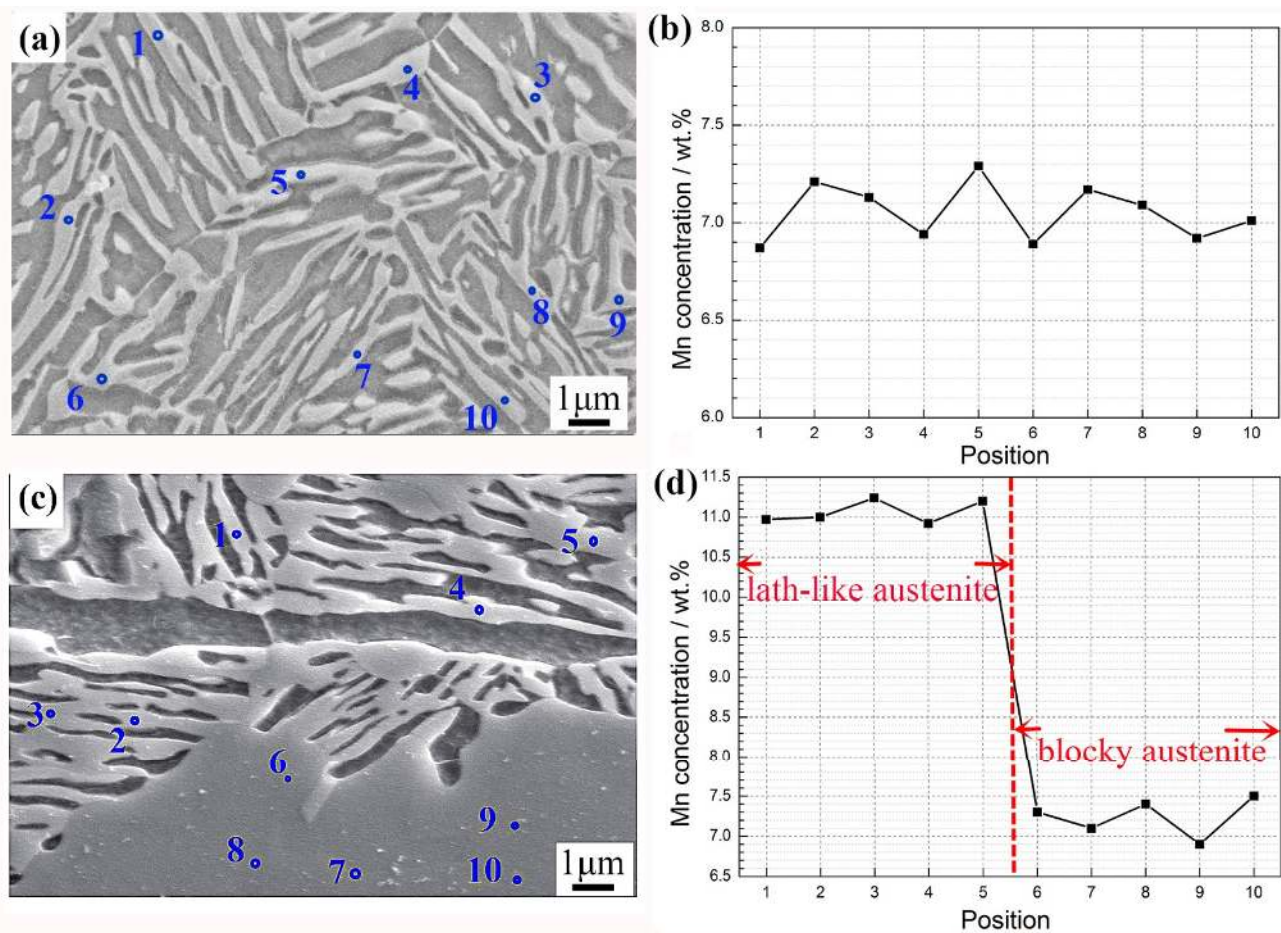 (a)
1
2
3
4
5
6
7
8
9
10
1μm
(b)
8.0
7.5
7.0
6.5
6.0
Mn concentration / wt.%
1 2 3 4 5 6 7 8 9 10
Position
(c)
1
2
3
4
5
6
7
8
9
10
1μm
(d)
11.5
11.0
10.5
10.0
9.5
9.0
8.5
8.0
7.5
7.0
6.5
Mn concentration / wt.%
lath-like austenite
blocky austenite
1 2 3 4 5 6 7 8 9 10
Position